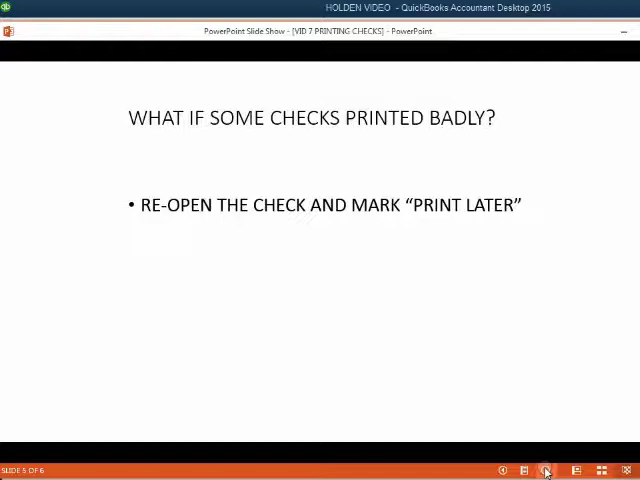 HOLDEN VIDEO - QuickBooks Accountant Desktop 2015
PowerPoint Slide Show - [VID 7 PRINTING CHECKS] - PowerPoint
WHAT IF SOME CHECKS PRINTED BADLY?
• RE-OPEN THE CHECK AND MARK “PRINT LATER”
SLIDE 5 OF 6